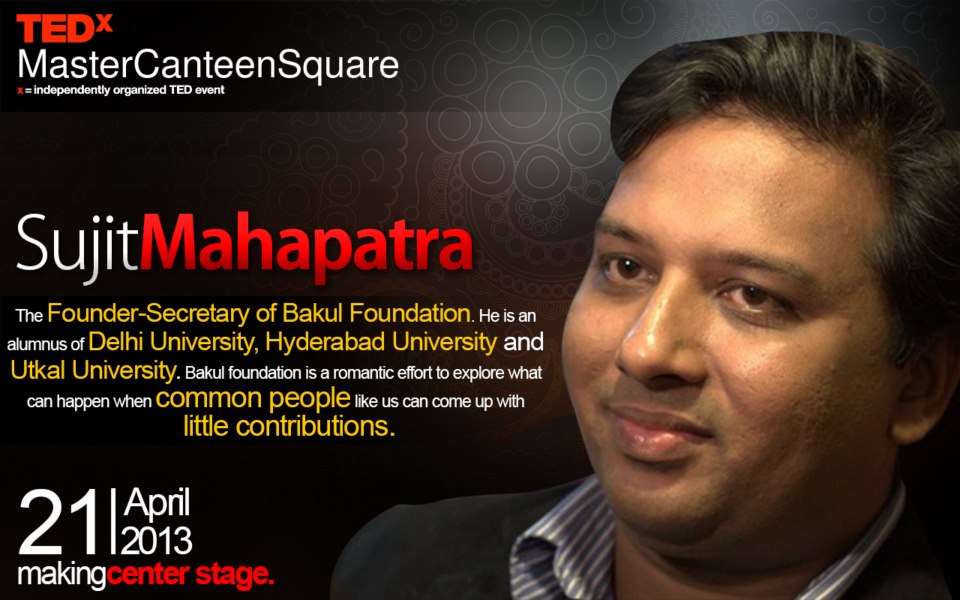 TEDx
MasterCanteenSquare
x = independently organized TED event
SujitMahapatra
The Founder-Secretary of Bakul Foundation. He is an
alumnus of Delhi University, Hyderabad University and
Utkal University. Bakul foundation is a romantic effort to explore what
can happen when common people like us can come up with
little contributions.
21 April
2013
makingcenter stage.